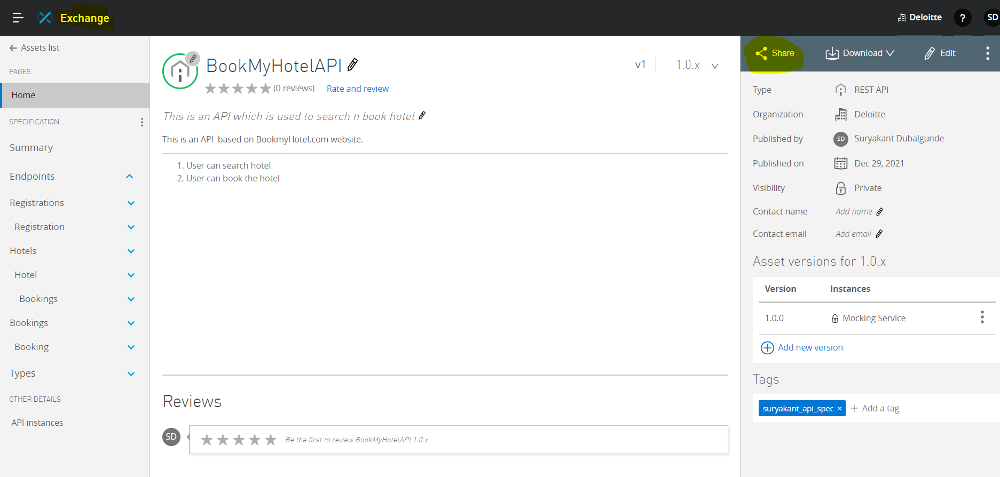 Exchange
Deloitte
?
SD
Assets list
PAGES
Home
SPECIFICATION
Summary
Endpoints
Registrations
Registration
Hotels
Hotel
Bookings
Bookings
Booking
Types
OTHER DETAILS
API instances
BookMyHotelAPI
v1
1.0.x
(0 reviews) Rate and review
This is an API which is used to search n book hotel
This is an API  based on BookmyHotel.com website.
1. User can search hotel
2. User can book the hotel
Reviews
SD
Be the first to review BookMyHotelAPI 1.0.x
Share
Download
Edit
Type REST API
Organization Deloitte
Published by SD Suryakant Dubalgunde
Published on Dec 29, 2021
Visibility Private
Contact name Add name
Contact email Add email
Asset versions for 1.0.x
Version Instances
1.0.0 Mocking Service
Add new version
Tags
suryakant_api_spec × + Add a tag